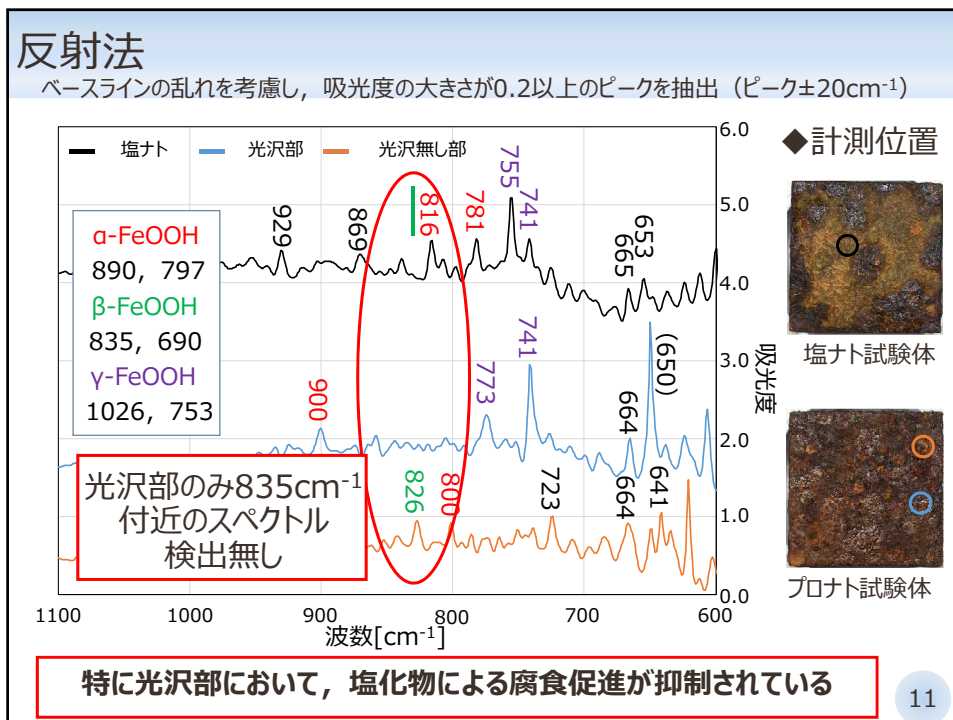 反射法
ベースラインの乱れを考慮し，吸光度の大きさが0.2以上のピークを抽出（ピーク±20cm⁻¹）
塩ナト 光沢部 光沢無し部
6.0
5.0
4.0
3.0
2.0
1.0
0.0
吸光度
929
869
816
781
755
741
665
653
α-FeOOH
890，797
β-FeOOH
835，690
γ-FeOOH
1026，753
900
773
741
664
(650)
光沢部のみ835cm⁻¹
付近のスペクトル
検出無し
826
800
723
664
641
1100 1000 900 800 700 600
波数[cm⁻¹]
◆計測位置
塩ナト試験体
プロナト試験体
特に光沢部において，塩化物による腐食促進が抑制されている
11